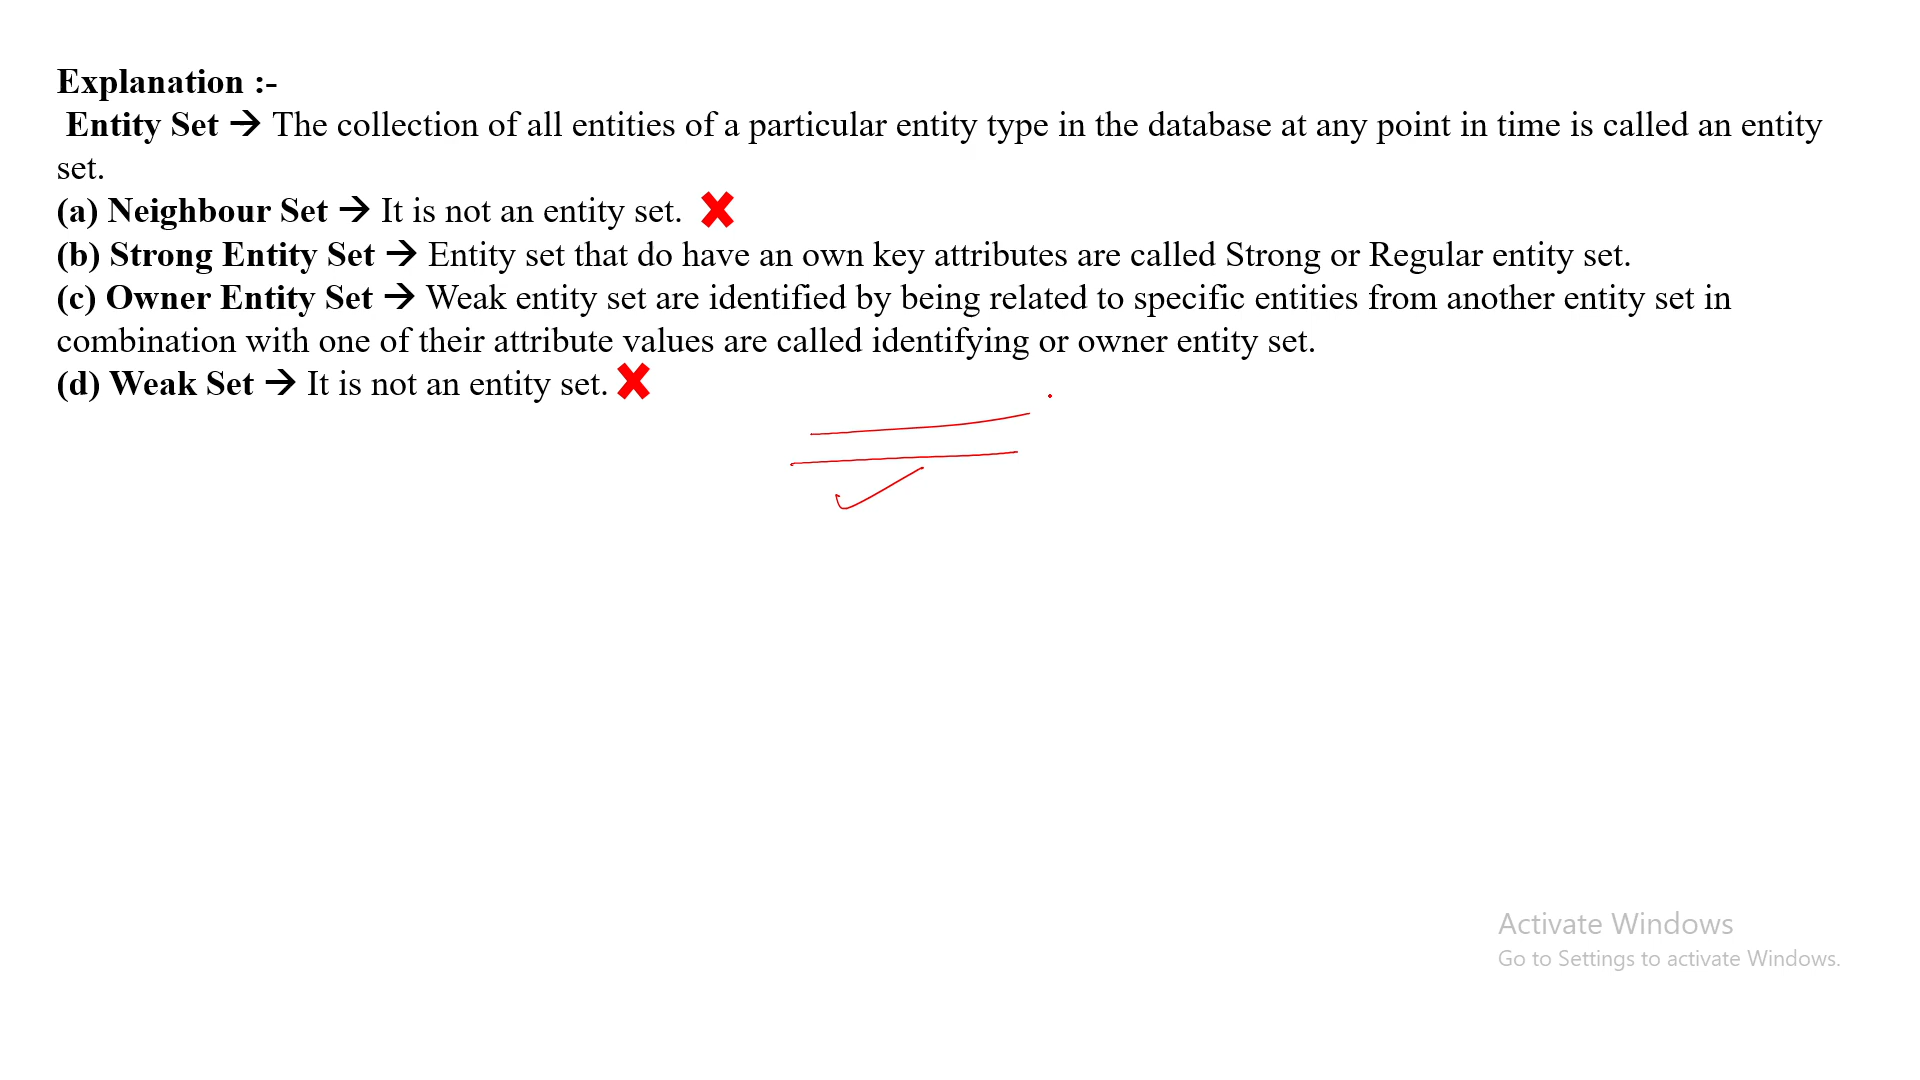 Explanation :-
Entity Set → The collection of all entities of a particular entity type in the database at any point in time is called an entity
set.
(a) Neighbour Set → It is not an entity set. ✖
(b) Strong Entity Set → Entity set that do have an own key attributes are called Strong or Regular entity set.
(c) Owner Entity Set → Weak entity set are identified by being related to specific entities from another entity set in
combination with one of their attribute values are called identifying or owner entity set.
(d) Weak Set → It is not an entity set. ✖
Activate Windows
Go to Settings to activate Windows.